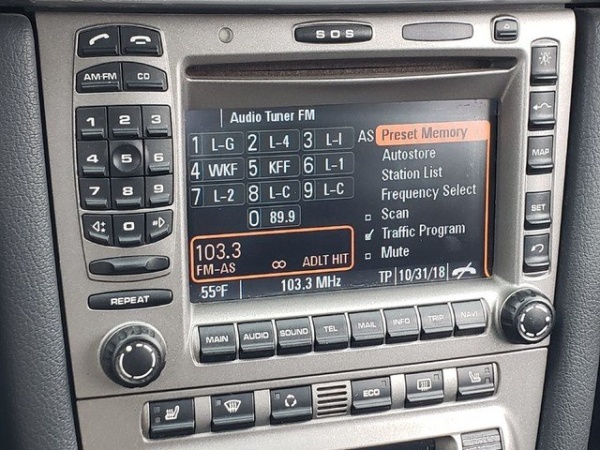 SOS
AM·FM CD
1 2 3
4 5 6
7 8 9
0
REPEAT
Audio Tuner FM
1 L-G 2 L-4 3 L-I
4 WKF 5 KFF 6 L-1
7 L-2 8 L-C 9 L-C
0 89.9
AS Preset Memory
Autostore
Station List
Frequency Select
Scan
Traffic Program
Mute
103.3
FM-AS ∞ ADLT HIT
55°F 103.3 MHz TP 10/31/18
MAP
SET
MAIN AUDIO SOUND TEL MAIL INFO TRIP NAVI
ECO